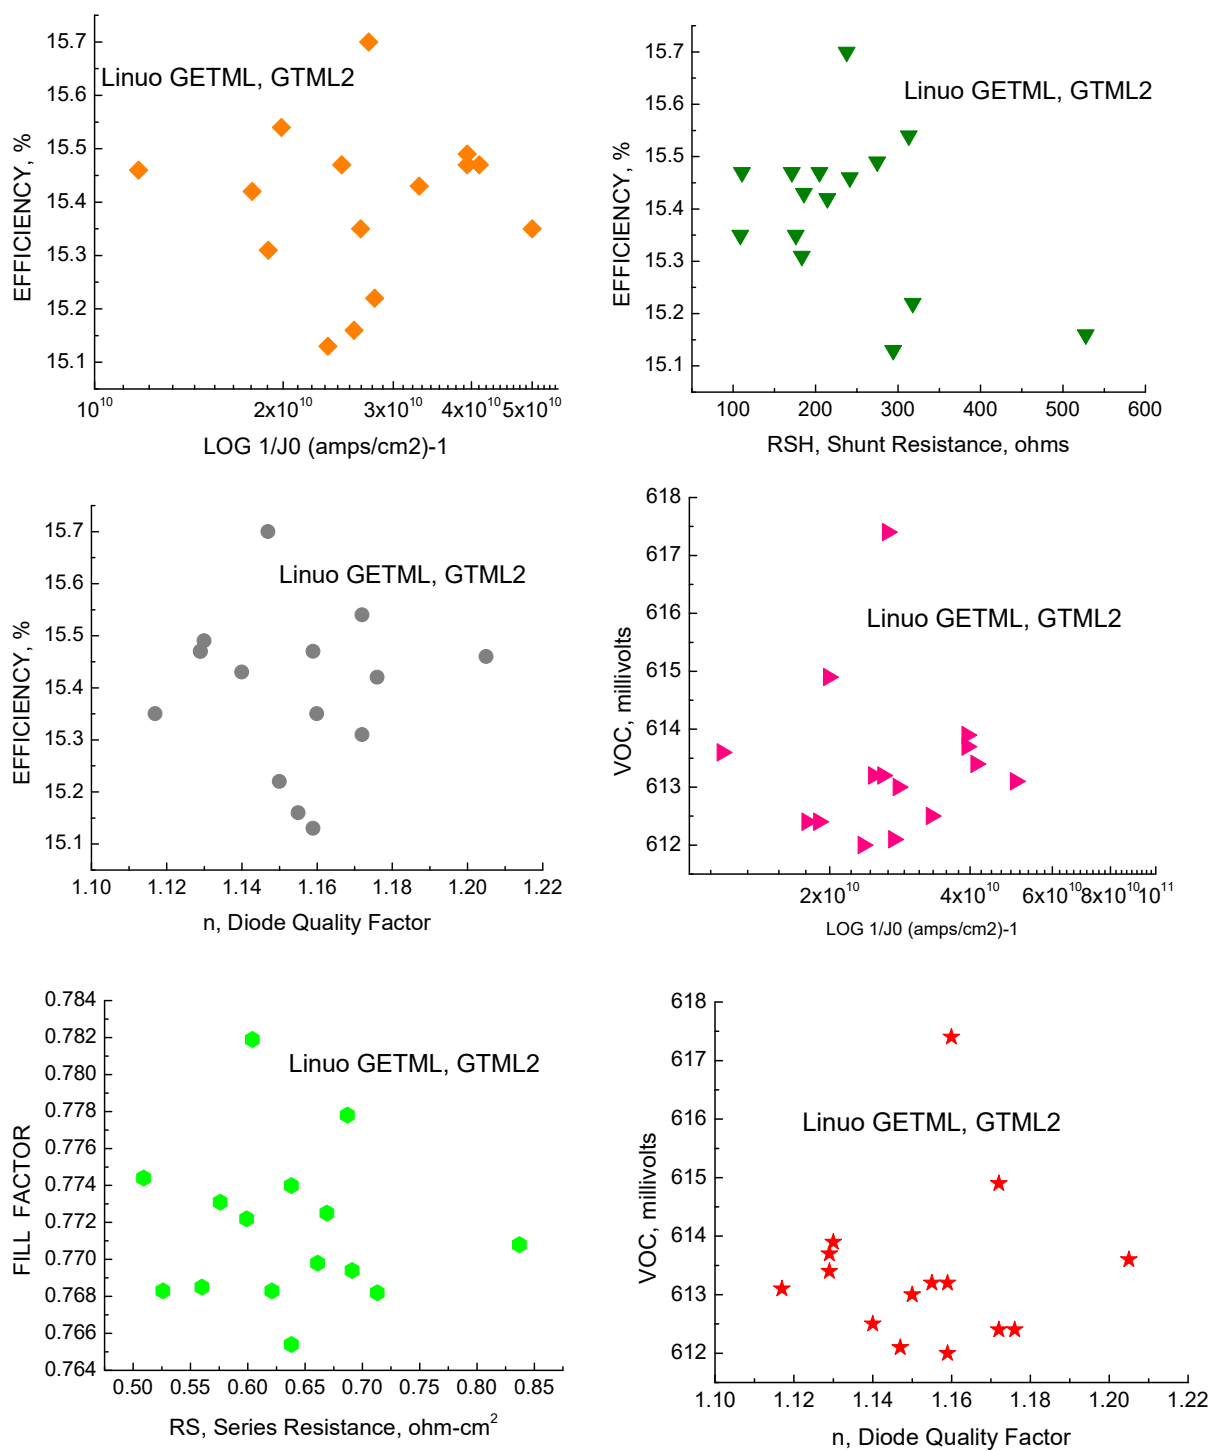 15.7
15.6
15.5
15.4
15.3
15.2
15.1
EFFICIENCY, %
Linuo GETML, GTML2
10^10 2x10^10 3x10^10 4x10^10 5x10^10
LOG 1/J0 (amps/cm2)-1
15.7
15.6
15.5
15.4
15.3
15.2
15.1
EFFICIENCY, %
Linuo GETML, GTML2
100 200 300 400 500 600
RSH, Shunt Resistance, ohms
15.7
15.6
15.5
15.4
15.3
15.2
15.1
EFFICIENCY, %
Linuo GETML, GTML2
1.10 1.12 1.14 1.16 1.18 1.20 1.22
n, Diode Quality Factor
618
617
616
615
614
613
612
VOC, millivolts
Linuo GETML, GTML2
2x10^10 4x10^10 6x10^10 8x10^10 10^11
LOG 1/J0 (amps/cm2)-1
0.784
0.782
0.780
0.778
0.776
0.774
0.772
0.770
0.768
0.766
0.764
FILL FACTOR
Linuo GETML, GTML2
0.50 0.55 0.60 0.65 0.70 0.75 0.80 0.85
RS, Series Resistance, ohm-cm²
618
617
616
615
614
613
612
VOC, millivolts
Linuo GETML, GTML2
1.10 1.12 1.14 1.16 1.18 1.20 1.22
n, Diode Quality Factor